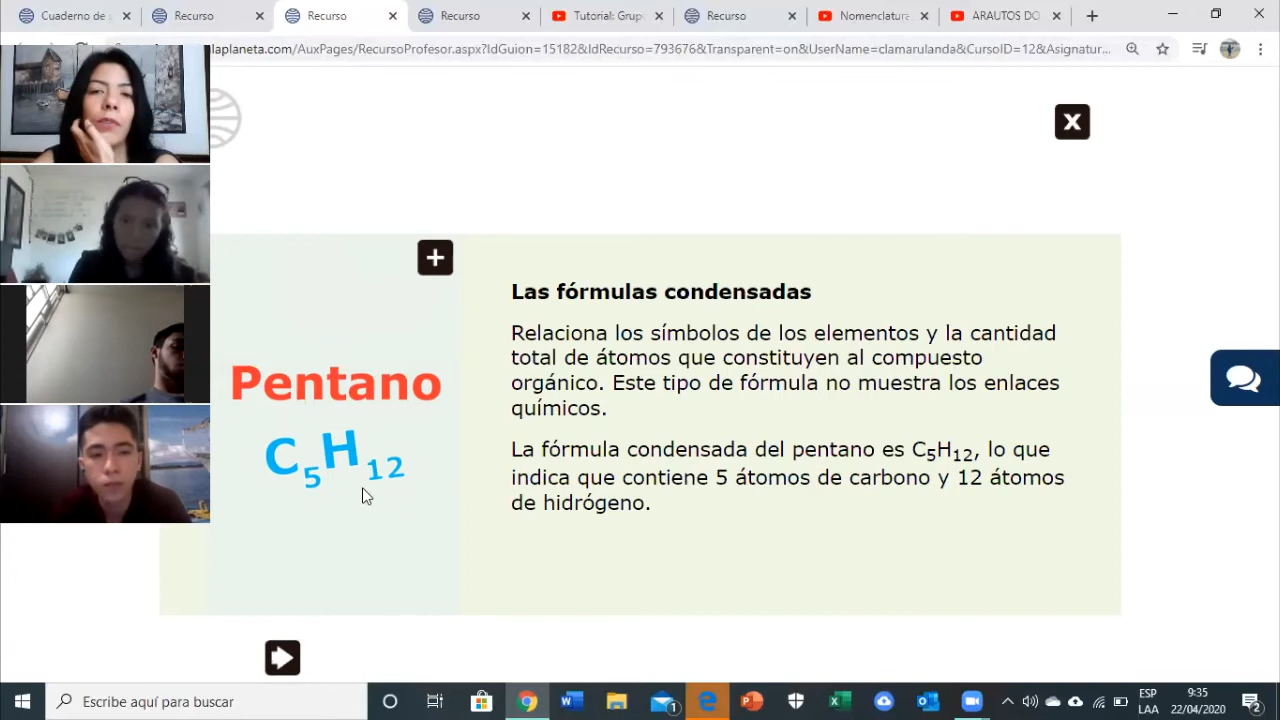 Cuaderno de
Recurso
Recurso
Recurso
Tutorial: Grup
Recurso
Nomenclatura
ARAUTOS DO
laplaneta.com/AuxPages/RecursoProfesor.aspx?IdGuion=15182&IdRecurso=793676&Transparent=on&UserName=clamarulanda&CursoID=12&Asignatur...
Pentano
C5H12
Las fórmulas condensadas
Relaciona los símbolos de los elementos y la cantidad
total de átomos que constituyen al compuesto
orgánico. Este tipo de fórmula no muestra los enlaces
químicos.
La fórmula condensada del pentano es C5H12, lo que
indica que contiene 5 átomos de carbono y 12 átomos
de hidrógeno.
Escribe aquí para buscar
1
ESP
LAA
9:35
22/04/2020
2